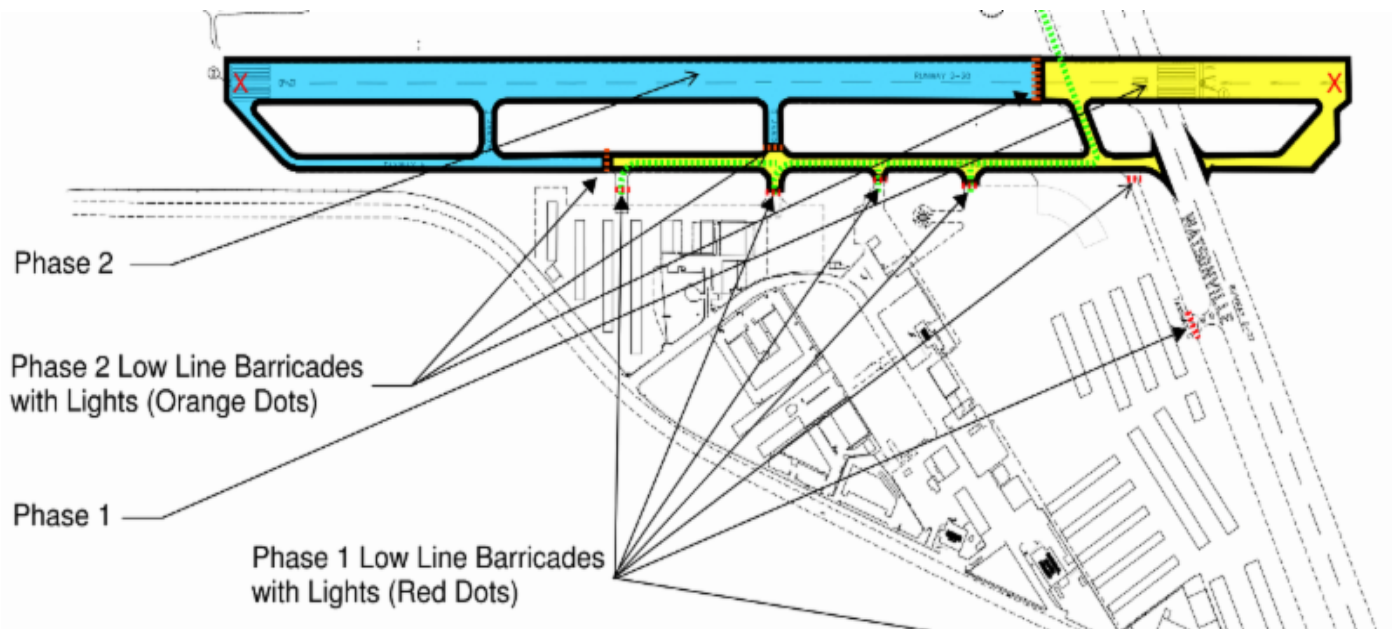 RUNWAY 2-20
X
X
Phase 2
WATSONVILLE
Phase 2 Low Line Barricades
with Lights (Orange Dots)
Phase 1
Phase 1 Low Line Barricades
with Lights (Red Dots)